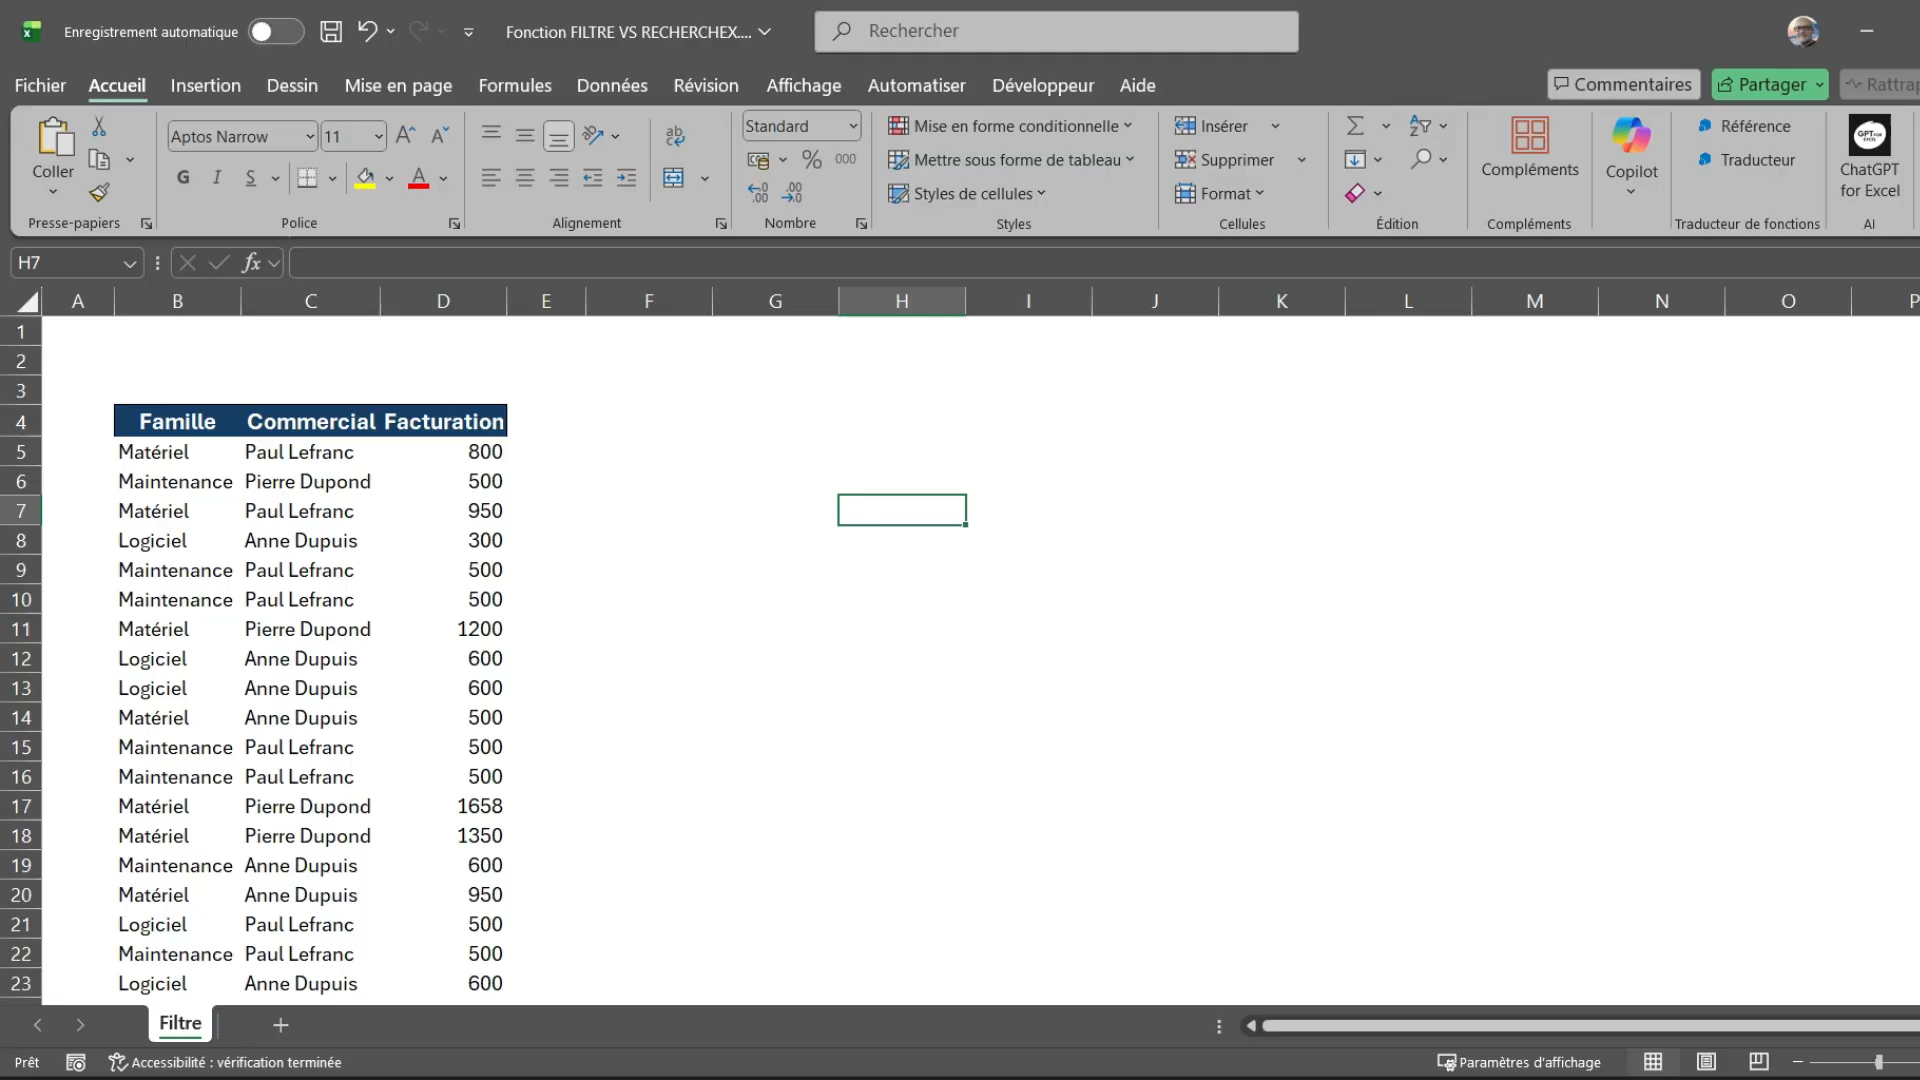 Enregistrement automatique Fonction FILTRE VS RECHERCHEX.... Rechercher
Fichier Accueil Insertion Dessin Mise en page Formules Données Révision Affichage Automatiser Développeur Aide Commentaires Partager
Coller
Presse-papiers
Aptos Narrow 11
G I S
Police
Alignement
Standard
% 000
Nombre
Mise en forme conditionnelle
Mettre sous forme de tableau
Styles de cellules
Styles
Insérer
Supprimer
Format
Cellules
Édition
Compléments
Compléments
Copilot
Référence
Traducteur
Traducteur de fonctions
ChatGPT
for Excel
AI
H7 fx
A B C D E F G H I J K L M N O P
1
2
3
4 Famille Commercial Facturation
5 Matériel Paul Lefranc 800
6 Maintenance Pierre Dupond 500
7 Matériel Paul Lefranc 950
8 Logiciel Anne Dupuis 300
9 Maintenance Paul Lefranc 500
10 Maintenance Paul Lefranc 500
11 Matériel Pierre Dupond 1200
12 Logiciel Anne Dupuis 600
13 Logiciel Anne Dupuis 600
14 Matériel Anne Dupuis 500
15 Maintenance Paul Lefranc 500
16 Maintenance Paul Lefranc 500
17 Matériel Pierre Dupond 1658
18 Matériel Pierre Dupond 1350
19 Maintenance Anne Dupuis 600
20 Matériel Anne Dupuis 950
21 Logiciel Paul Lefranc 500
22 Maintenance Paul Lefranc 500
23 Logiciel Anne Dupuis 600
Filtre
Prêt Accessibilité : vérification terminée Paramètres d'affichage